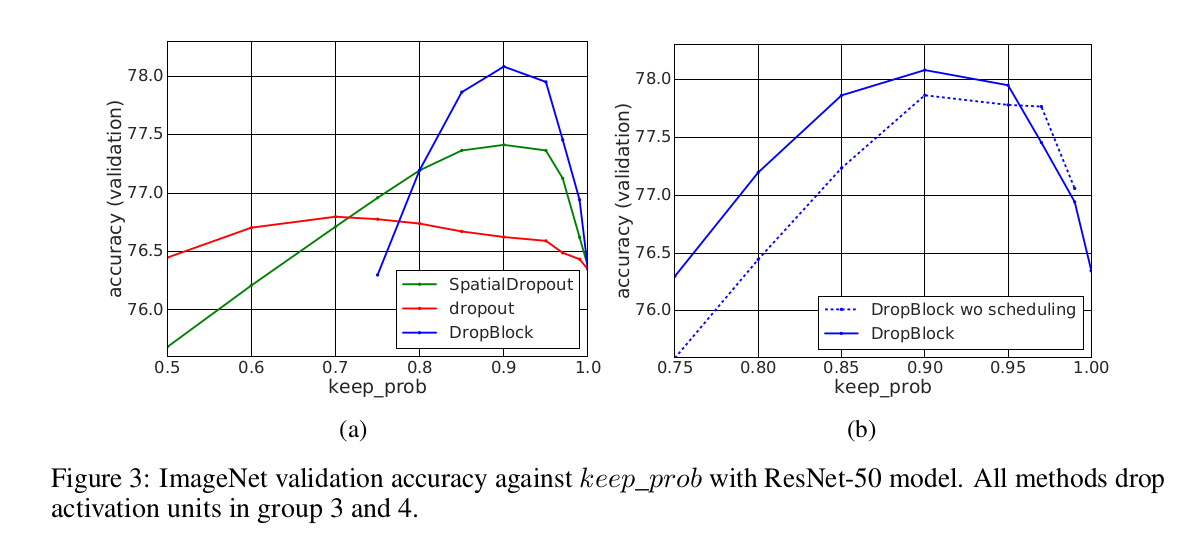 accuracy (validation)
78.0
77.5
77.0
76.5
76.0
SpatialDropout
dropout
DropBlock
0.5 0.6 0.7 0.8 0.9 1.0
keep_prob
(a)
accuracy (validation)
78.0
77.5
77.0
76.5
76.0
DropBlock wo scheduling
DropBlock
0.75 0.80 0.85 0.90 0.95 1.00
keep_prob
(b)
Figure 3: ImageNet validation accuracy against keep_prob with ResNet-50 model. All methods drop
activation units in group 3 and 4.